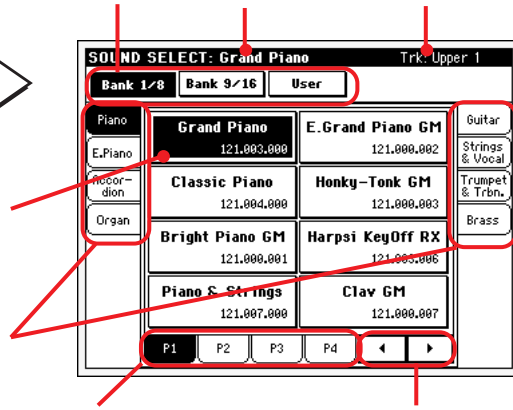 SOUND SELECT: Grand Piano Trk: Upper 1
Bank 1/8 Bank 9/16 User
Piano
E.Piano
Accor-
dion
Organ
Grand Piano
121.003.000
E.Grand Piano GM
121.000.002
Classic Piano
121.004.000
Honky-Tonk GM
121.000.003
Bright Piano GM
121.000.001
Harpsi KeyOff RX
121.003.006
Piano & Strings
121.007.000
Clav GM
121.000.007
Guitar
Strings
& Vocal
Trumpet
& Trbn.
Brass
P1 P2 P3 P4